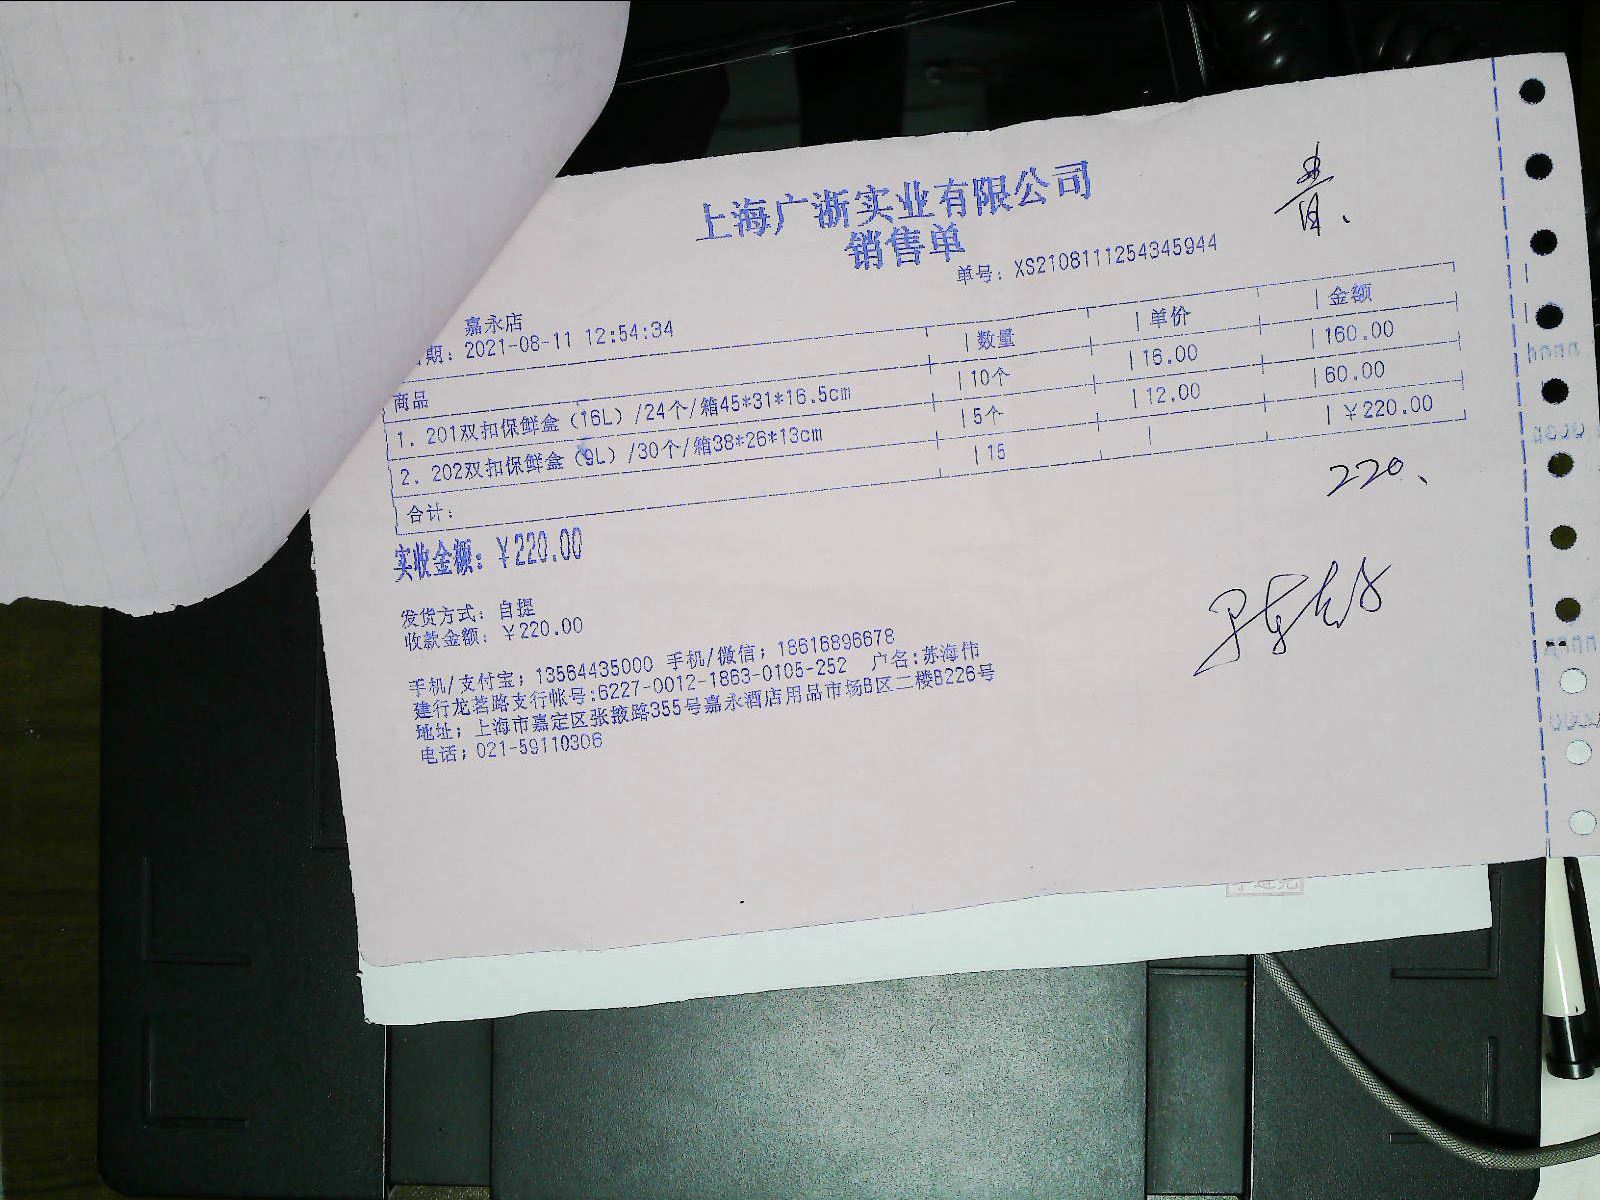 上海广浙实业有限公司
销售单
青、
单号：XS2108111254345944
嘉永店
期：2021-08-11 12:54:34
商品 数量 单价 金额
1. 201双扣保鲜盒（16L）/24个/箱45*31*16.5cm 10个 16.00 160.00
2. 202双扣保鲜盒（9L）/30个/箱38*26*13cm 5个 12.00 60.00
合计： 15 ￥220.00
220、
实收金额：￥220.00
发货方式：自提
收款金额：￥220.00
手机/支付宝；13564435000 手机/微信；18616896678
建行龙茗路支行帐号:6227-0012-1863-0105-252 户名:苏海伟
地址；上海市嘉定区张掖路355号嘉永酒店用品市场B区二楼B226号
电话；021-59110306